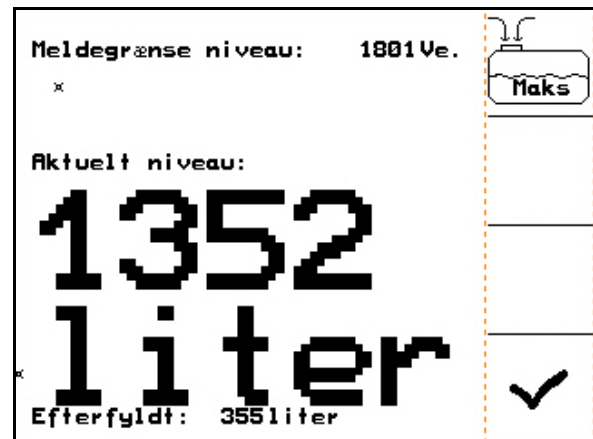 Meldegrænse niveau: 1801Ve.
¤
Maks
Aktuelt niveau:
1352
liter
¤
Efterfyldt: 355liter